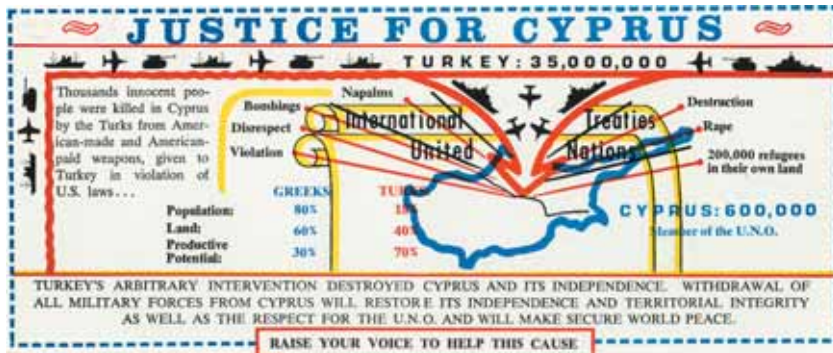 JUSTICE FOR CYPRUS
TURKEY: 35,000,000
Thousands innocent peo-
ple were killed in Cyprus
by the Turks from Amer-
ican-made and American-
paid weapons, given to
Turkey in violation of
U.S. laws...
Napalms
Bombings
Disrespect
Violation
International Treaties
United Nations
Destruction
Rape
200,000 refugees
in their own land
GREEKS TURKS
Population: 80% 18%
Land: 60% 40%
Productive
Potential: 30% 70%
CYPRUS: 600,000
Member of the U.N.O.
TURKEY'S ARBITRARY INTERVENTION DESTROYED CYPRUS AND ITS INDEPENDENCE. WITHDRAWAL OF
ALL MILITARY FORCES FROM CYPRUS WILL RESTORE ITS INDEPENDENCE AND TERRITORIAL INTEGRITY
AS WELL AS THE RESPECT FOR THE U.N.O. AND WILL MAKE SECURE WORLD PEACE.
RAISE YOUR VOICE TO HELP THIS CAUSE